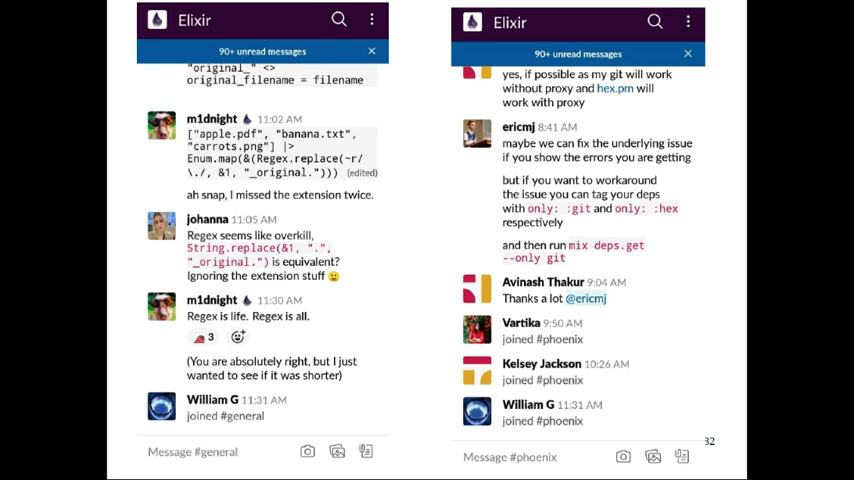 Elixir
90+ unread messages
"original_" <>
original_filename = filename
m1dnight 11:02 AM
["apple.pdf", "banana.txt",
"carrots.png"] |>
Enum.map(&(Regex.replace(~r/
\./, &1, "_original."))) (edited)
ah snap, I missed the extension twice.
johanna 11:05 AM
Regex seems like overkill,
String.replace(&1, ".",
"_original.") is equivalent?
Ignoring the extension stuff
m1dnight 11:30 AM
Regex is life. Regex is all.
3
(You are absolutely right, but I just
wanted to see if it was shorter)
William G 11:31 AM
joined #general
Message #general
Elixir
90+ unread messages
yes, if possible as my git will work
without proxy and hex.pm will
work with proxy
ericmj 8:41 AM
maybe we can fix the underlying issue
if you show the errors you are getting
but if you want to workaround
the issue you can tag your deps
with only: :git and only: :hex
respectively
and then run mix deps.get
--only git
Avinash Thakur 9:04 AM
Thanks a lot @ericmj
Vartika 9:50 AM
joined #phoenix
Kelsey Jackson 10:26 AM
joined #phoenix
William G 11:31 AM
joined #phoenix
Message #phoenix
32